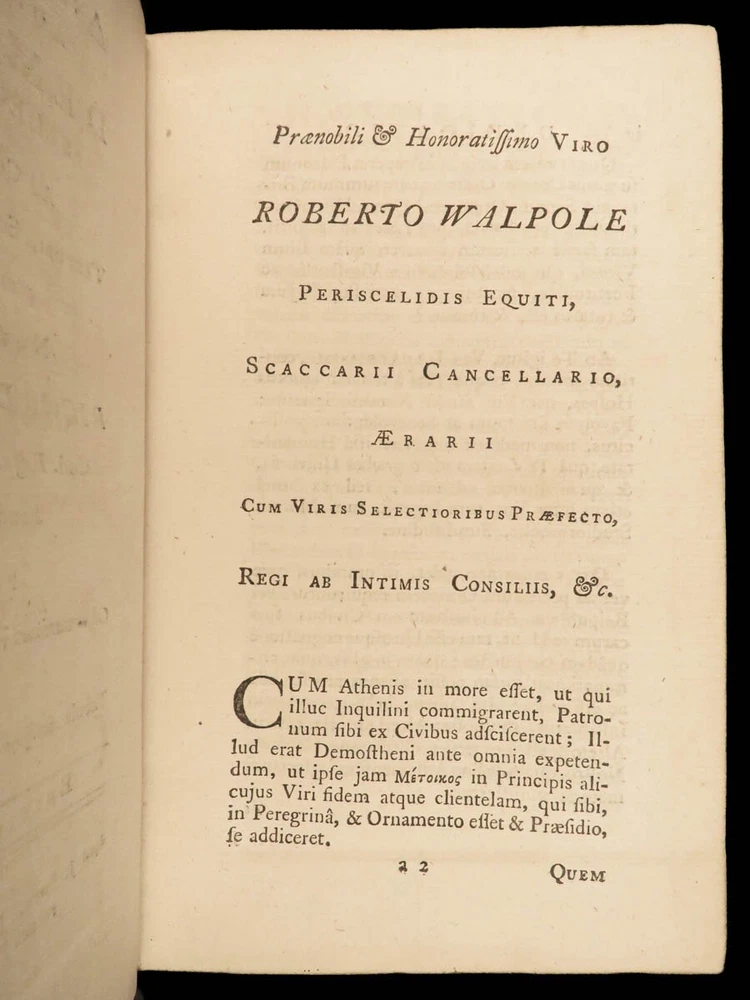 Prænobili & Honoratiſſimo VIRO
ROBERTO WALPOLE
PERISCELIDIS EQUITI,
SCACCARII CANCELLARIO,
ÆRARII
CUM VIRIS SELECTIORIBUS PRÆFECTO,
REGI AB INTIMIS CONSILIIS, &c.
CUM Athenis in more eſſet, ut qui
illuc Inquilini commigrarent, Patro-
num ſibi ex Civibus adſciſcerent; Il-
lud erat Demoſtheni ante omnia expeten-
dum, ut ipſe jam Μέτοικος in Principis ali-
cujus Viri fidem atque clientelam, qui ſibi,
in Peregrinâ, & Ornamento eſſet & Præſidio,
ſe addiceret.
a 2 QUEM